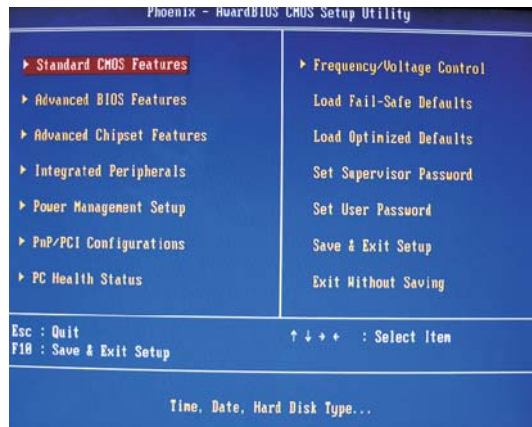 Phoenix - AwardBIOS CMOS Setup Utility
▸ Standard CMOS Features
▸ Advanced BIOS Features
▸ Advanced Chipset Features
▸ Integrated Peripherals
▸ Power Management Setup
▸ PnP/PCI Configurations
▸ PC Health Status
▸ Frequency/Voltage Control
Load Fail-Safe Defaults
Load Optimized Defaults
Set Supervisor Password
Set User Password
Save & Exit Setup
Exit Without Saving
Esc : Quit
F10 : Save & Exit Setup
↑ ↓ → ← : Select Item
Time, Date, Hard Disk Type...